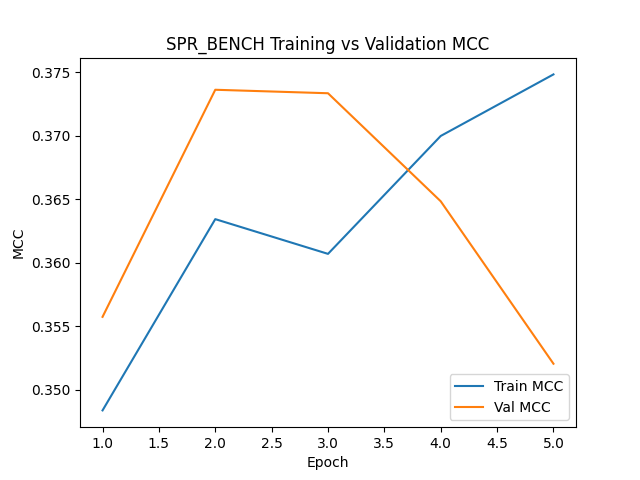 SPR_BENCH Training vs Validation MCC
0.375
0.370
0.365
0.360
0.355
0.350
MCC
1.0 1.5 2.0 2.5 3.0 3.5 4.0 4.5 5.0
Epoch
Train MCC
Val MCC